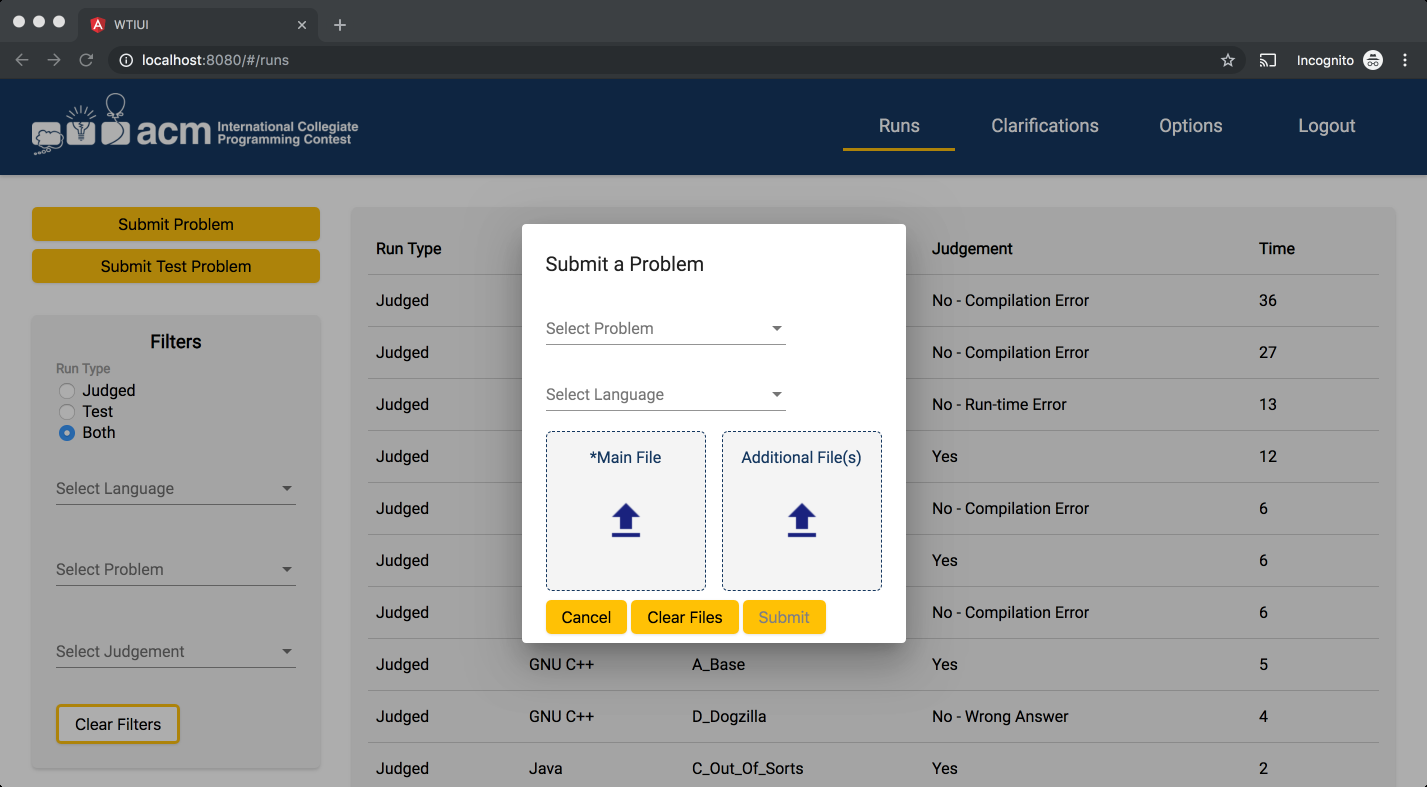 WTIUI
localhost:8080/#/runs
Incognito
acm International Collegiate
Programming Contest
Runs Clarifications Options Logout
Submit Problem
Submit Test Problem
Filters
Run Type
Judged
Test
Both
Select Language
Select Problem
Select Judgement
Clear Filters
Run Type Judgement Time
Judged No - Compilation Error 36
Judged No - Compilation Error 27
Judged No - Run-time Error 13
Judged Yes 12
Judged No - Compilation Error 6
Judged Yes 6
Judged No - Compilation Error 6
Judged GNU C++ A_Base Yes 5
Judged GNU C++ D_Dogzilla No - Wrong Answer 4
Judged Java C_Out_Of_Sorts Yes 2
Submit a Problem
Select Problem
Select Language
*Main File Additional File(s)
Cancel Clear Files Submit